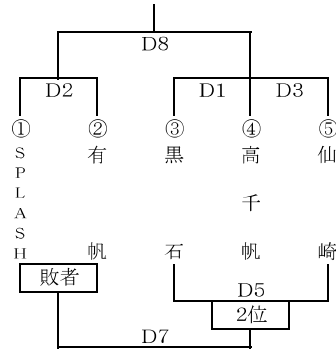 D8
D2 D1 D3
① ② ③ ④ ⑤
SPLASH
有帆
黒石
高千帆
仙崎
敗者
D5
2位
D7